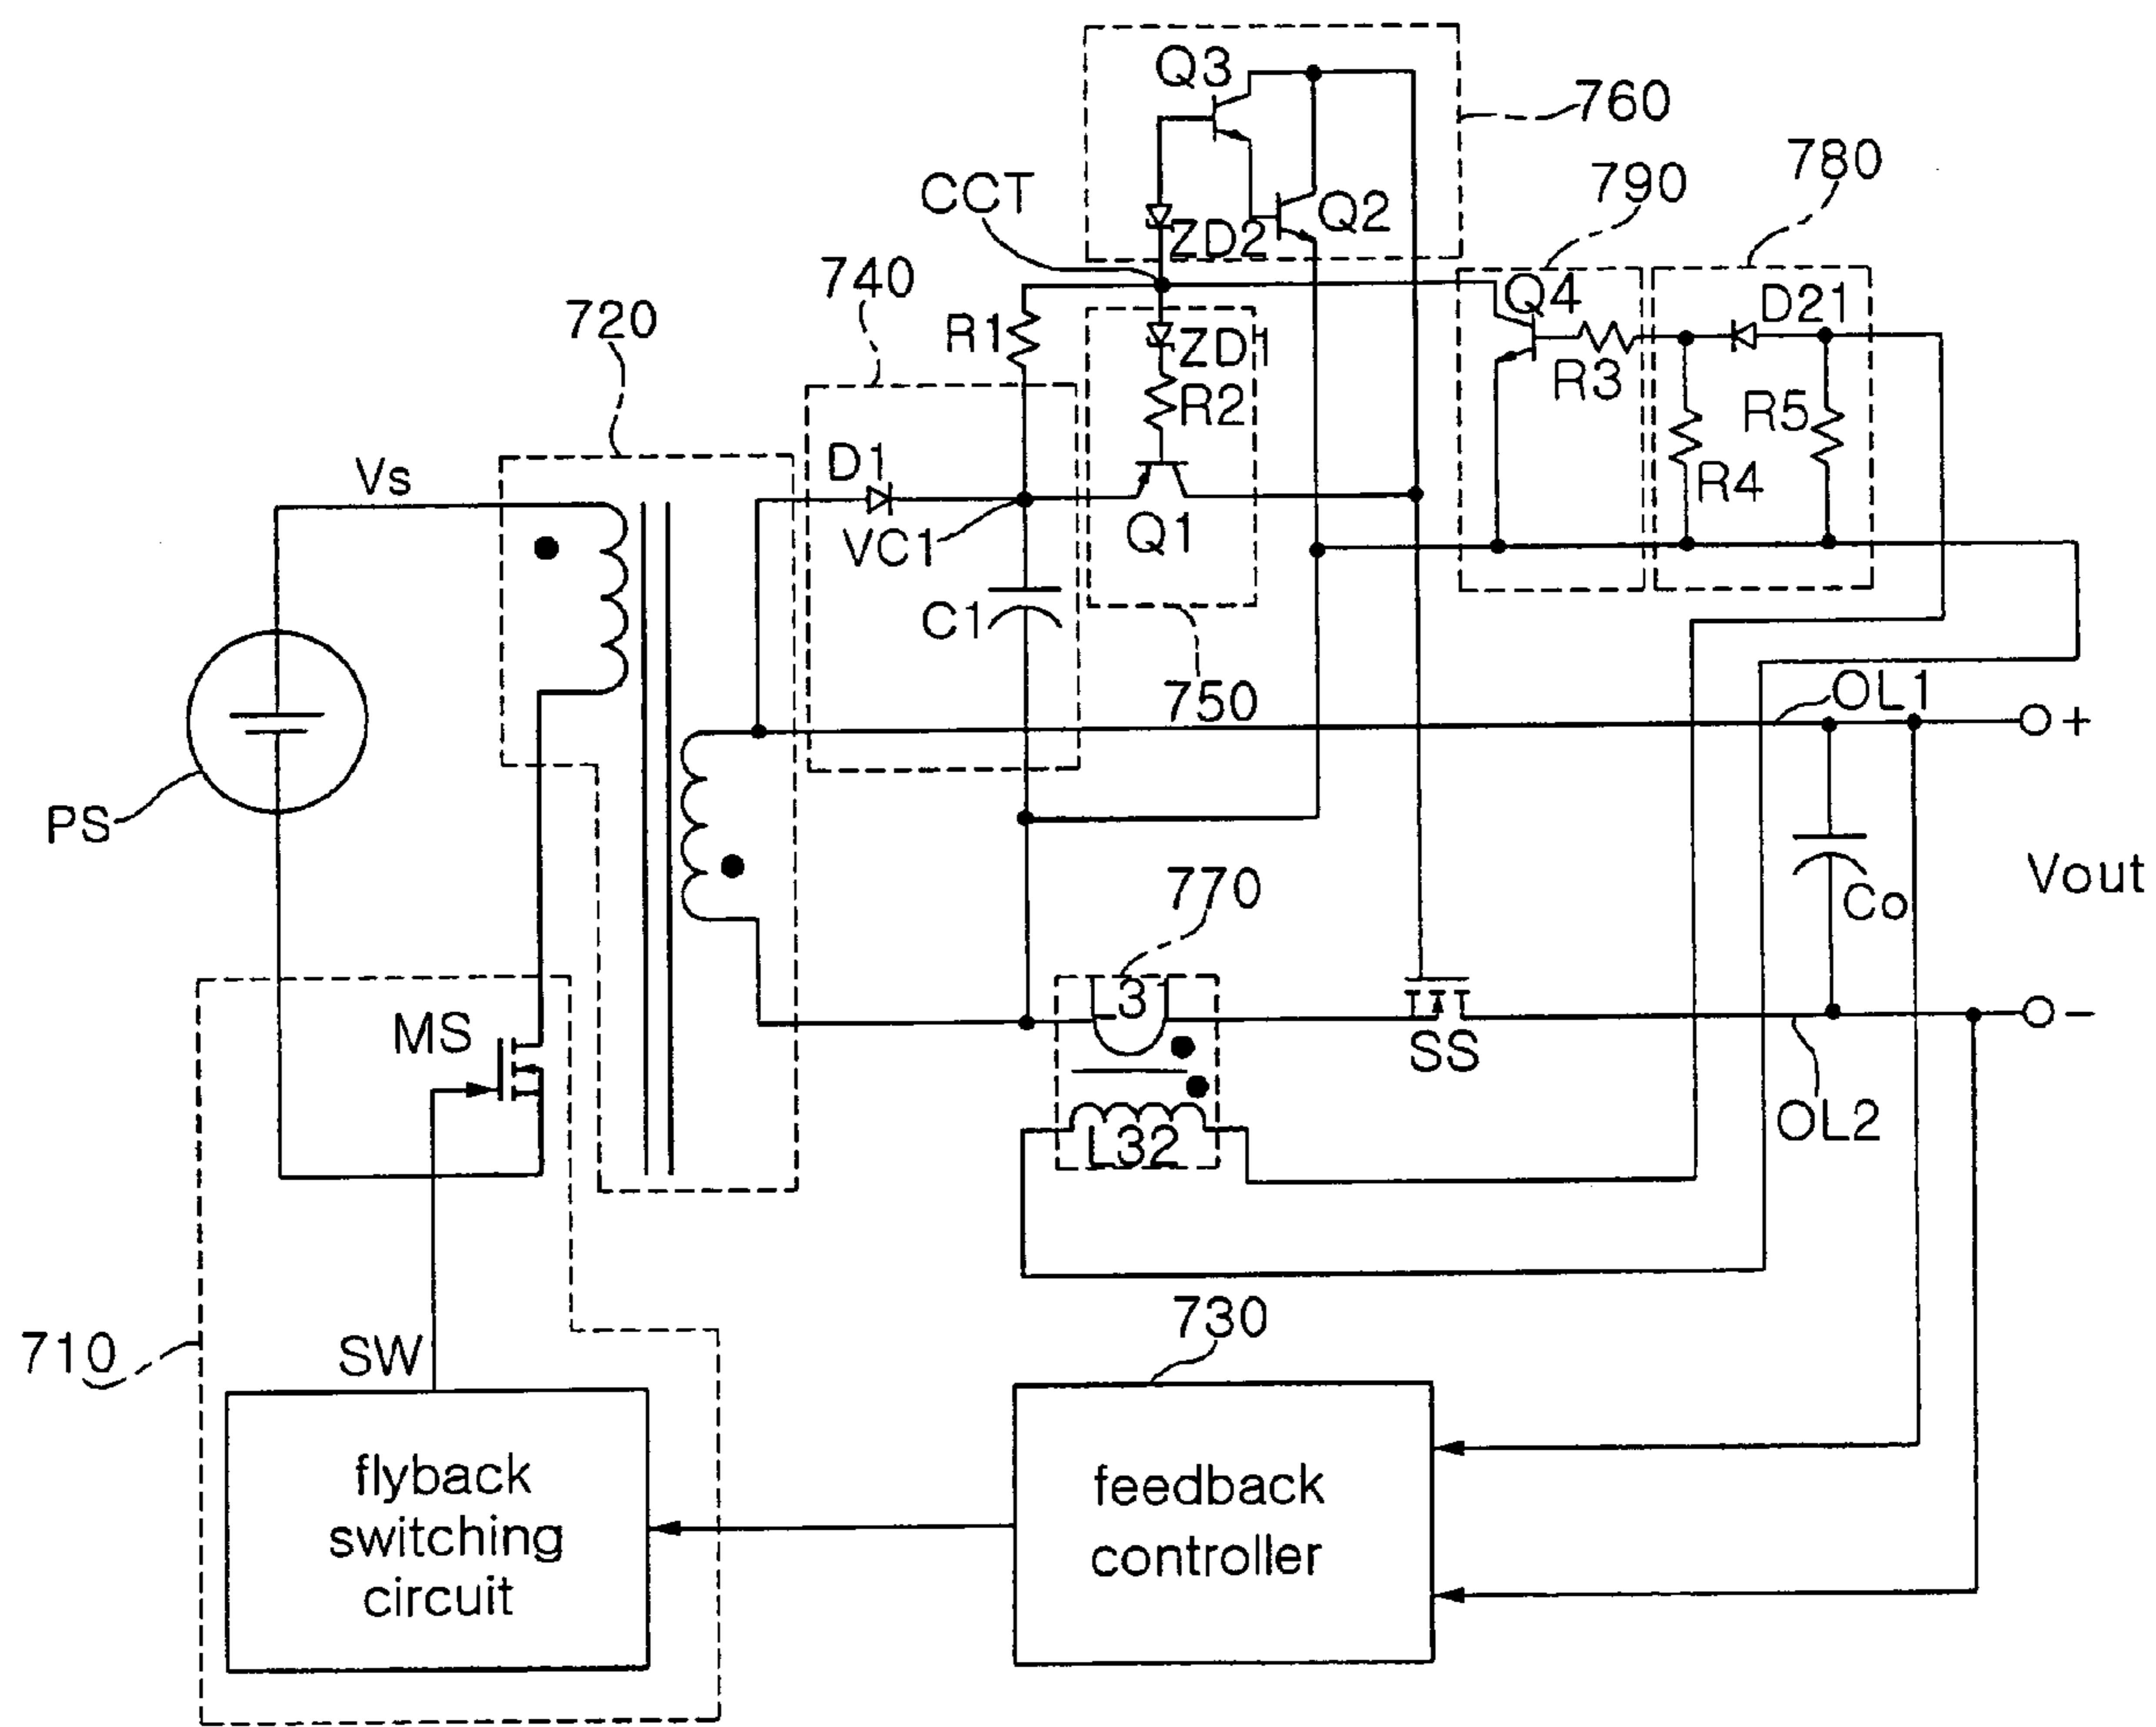 Q3
760
780
790
CCT
Q2
ZD2
740
Q4
D21
720
R1
ZD1
R3
R2
R5
D1
Vs
R4
VC1
Q1
C1
750
OL1
+
PS
770
Vout
Co
L31
−
MS
SS
OL2
L32
730
710
SW
flyback
switching
circuit
feedback
controller